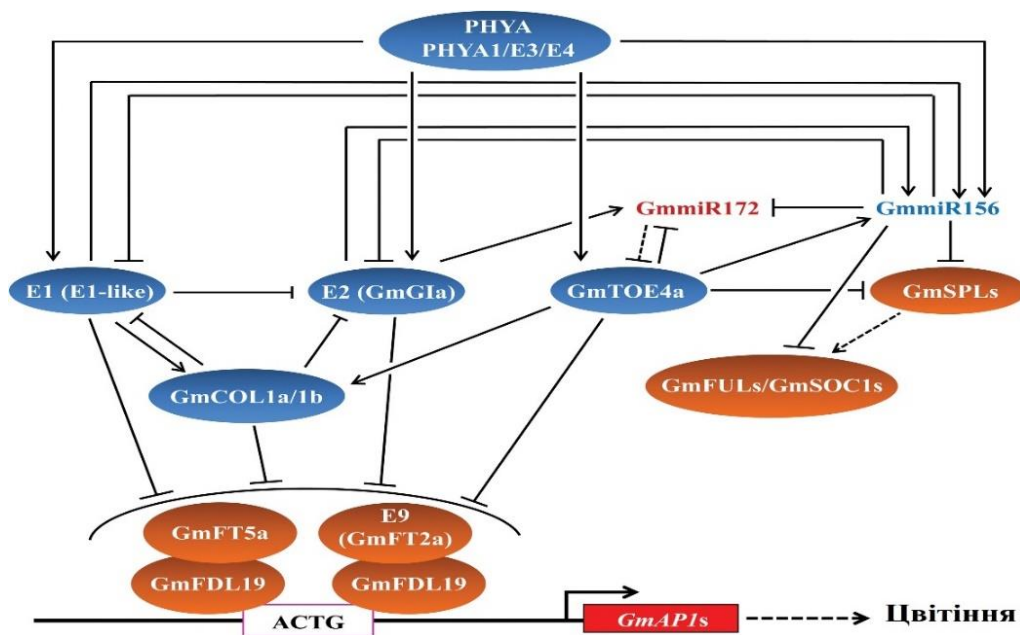 PHYA
PHYA1/E3/E4
GmmiR172
GmmiR156
E1 (E1-like)
E2 (GmGIa)
GmTOE4a
GmSPLs
GmCOL1a/1b
GmFULs/GmSOC1s
GmFT5a
E9
(GmFT2a)
GmFDL19
GmFDL19
ACTG
GmAP1s
Цвітіння